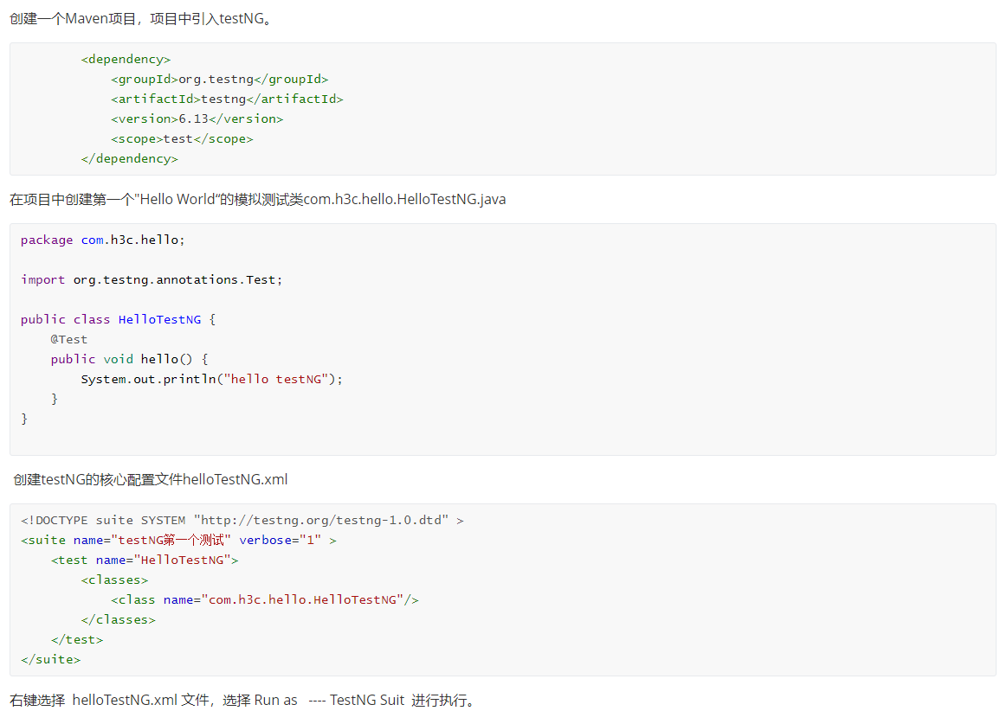 创建一个Maven项目，项目中引入testNG。
        <dependency>
            <groupId>org.testng</groupId>
            <artifactId>testng</artifactId>
            <version>6.13</version>
            <scope>test</scope>
        </dependency>
在项目中创建第一个"Hello World“的模拟测试类com.h3c.hello.HelloTestNG.java
package com.h3c.hello;
import org.testng.annotations.Test;
public class HelloTestNG {
    @Test
    public void hello() {
        System.out.println("hello testNG");
    }
}
创建testNG的核心配置文件helloTestNG.xml
<!DOCTYPE suite SYSTEM "http://testng.org/testng-1.0.dtd" >
<suite name="testNG第一个测试" verbose="1" >
    <test name="HelloTestNG">
        <classes>
            <class name="com.h3c.hello.HelloTestNG"/>
        </classes>
    </test>
</suite>
右键选择  helloTestNG.xml 文件，选择 Run as   ---- TestNG Suit  进行执行。